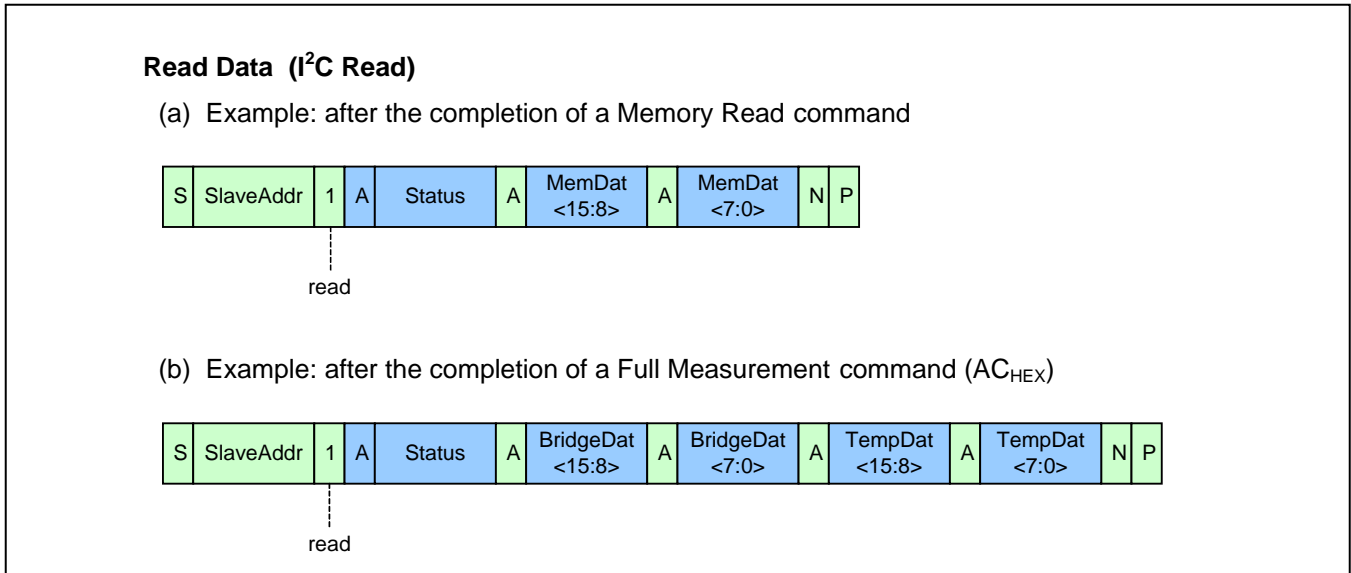 Read Data (I²C Read)
(a) Example: after the completion of a Memory Read command
S SlaveAddr 1 A Status A MemDat <15:8> A MemDat <7:0> N P
read
(b) Example: after the completion of a Full Measurement command (AC_HEX)
S SlaveAddr 1 A Status A BridgeDat <15:8> A BridgeDat <7:0> A TempDat <15:8> A TempDat <7:0> N P
read